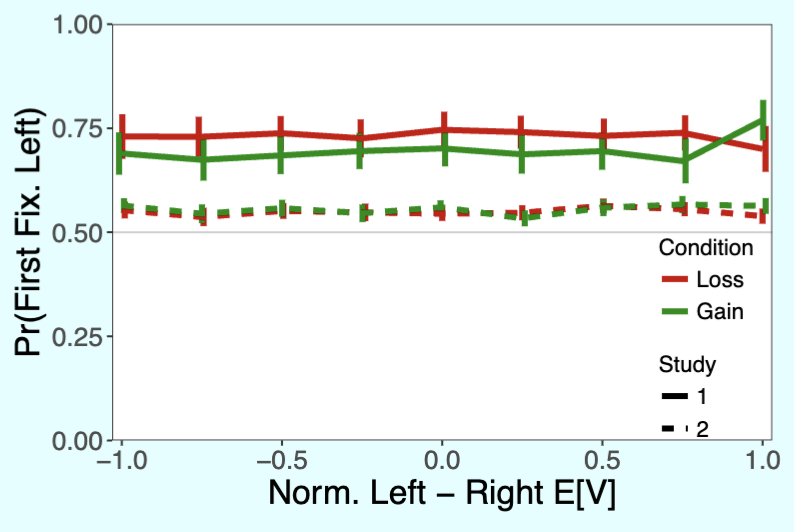 Pr(First Fix. Left)
1.00
0.75
0.50
0.25
0.00
Condition
Loss
Gain
Study
1
2
−1.0 −0.5 0.0 0.5 1.0
Norm. Left − Right E[V]